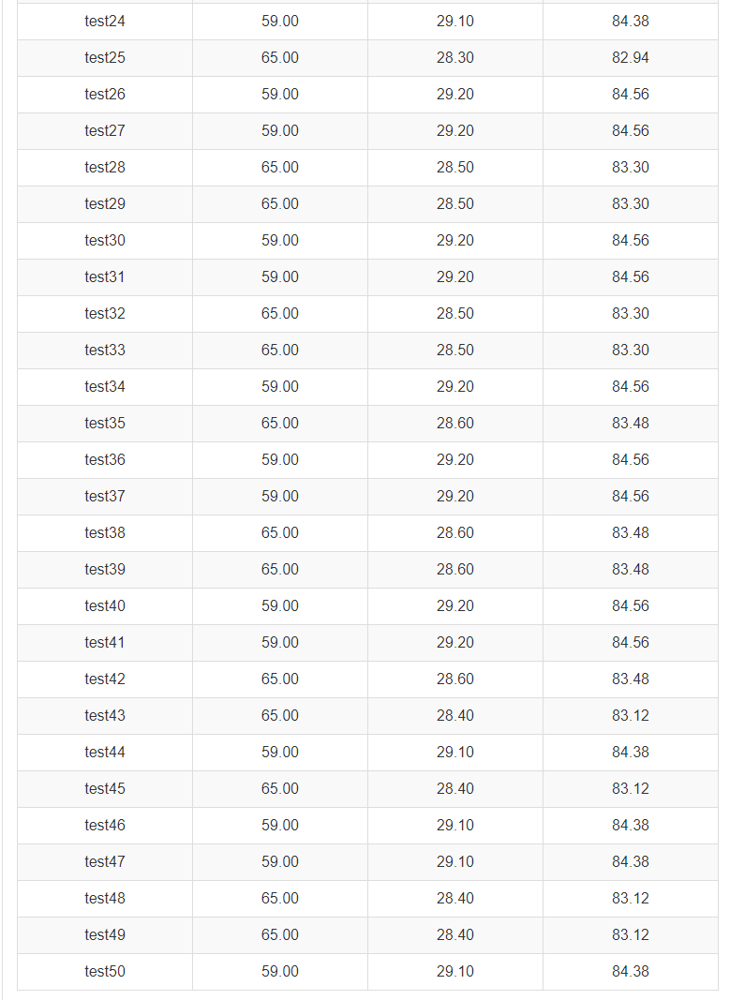 test24 59.00 29.10 84.38
test25 65.00 28.30 82.94
test26 59.00 29.20 84.56
test27 59.00 29.20 84.56
test28 65.00 28.50 83.30
test29 65.00 28.50 83.30
test30 59.00 29.20 84.56
test31 59.00 29.20 84.56
test32 65.00 28.50 83.30
test33 65.00 28.50 83.30
test34 59.00 29.20 84.56
test35 65.00 28.60 83.48
test36 59.00 29.20 84.56
test37 59.00 29.20 84.56
test38 65.00 28.60 83.48
test39 65.00 28.60 83.48
test40 59.00 29.20 84.56
test41 59.00 29.20 84.56
test42 65.00 28.60 83.48
test43 65.00 28.40 83.12
test44 59.00 29.10 84.38
test45 65.00 28.40 83.12
test46 59.00 29.10 84.38
test47 59.00 29.10 84.38
test48 65.00 28.40 83.12
test49 65.00 28.40 83.12
test50 59.00 29.10 84.38